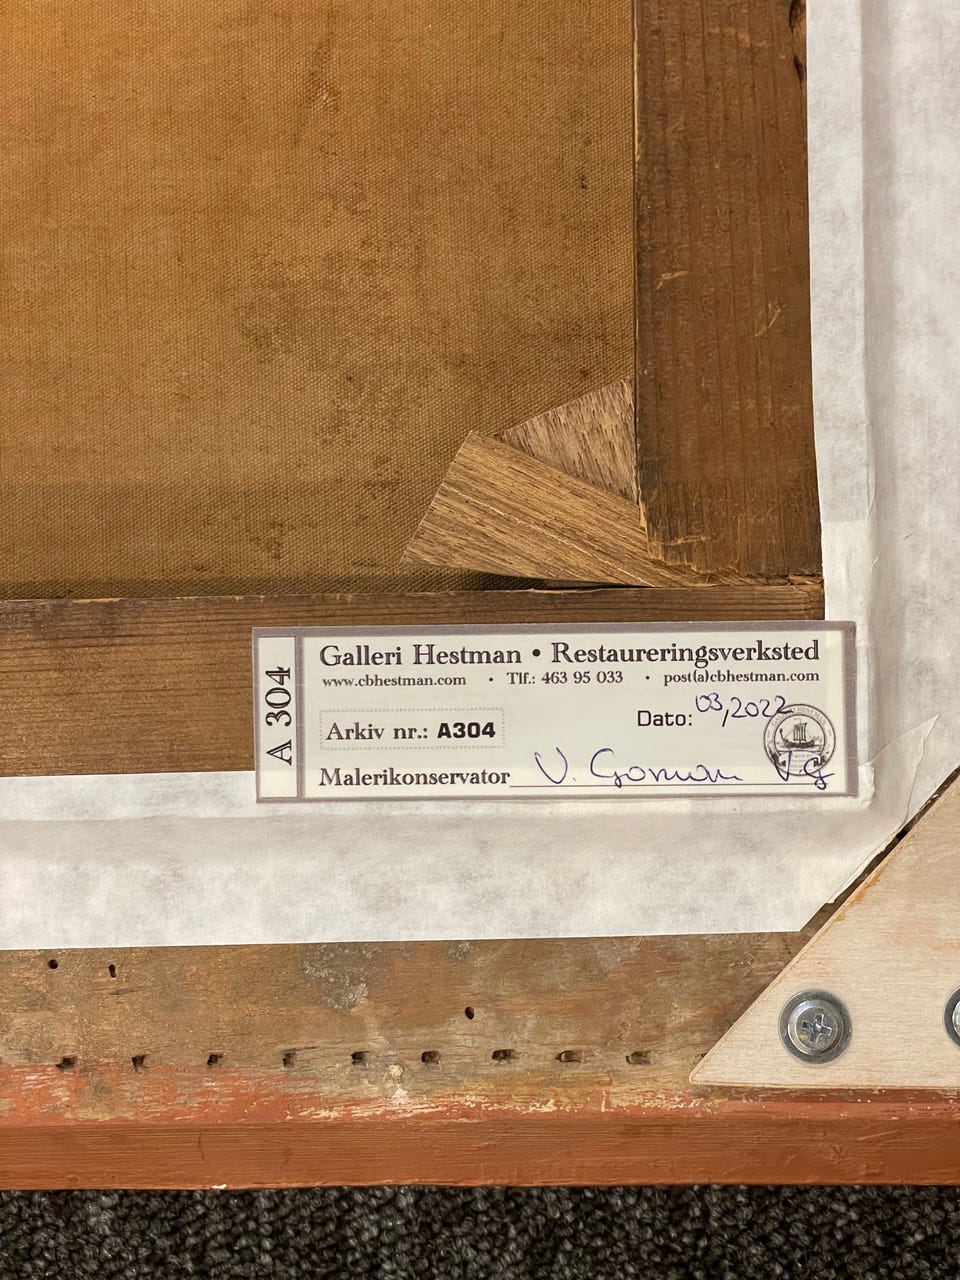 A 304
Galleri Hestman • Restaureringsverksted
www.cbhestman.com • Tlf.: 463 95 033 • post(a)cbhestman.com
Dato: 03,2022
Arkiv nr.: A304
Malerikonservator V.